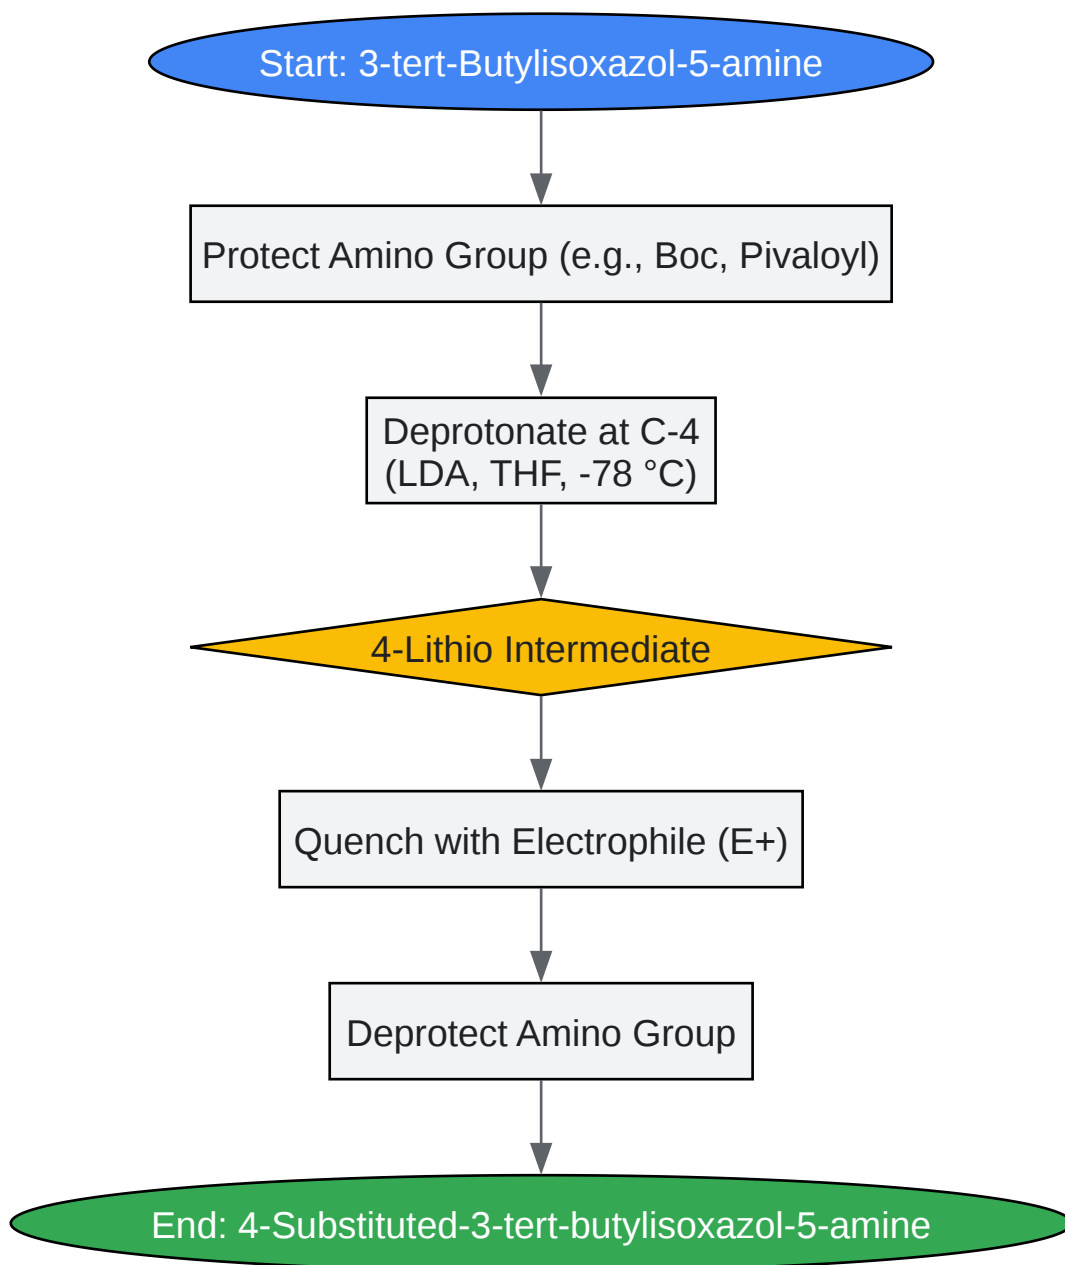 Start: 3-tert-Butylisoxazol-5-amine
Protect Amino Group (e.g., Boc, Pivaloyl)
Deprotonate at C-4
(LDA, THF, -78 °C)
4-Lithio Intermediate
Quench with Electrophile (E+)
Deprotect Amino Group
End: 4-Substituted-3-tert-butylisoxazol-5-amine